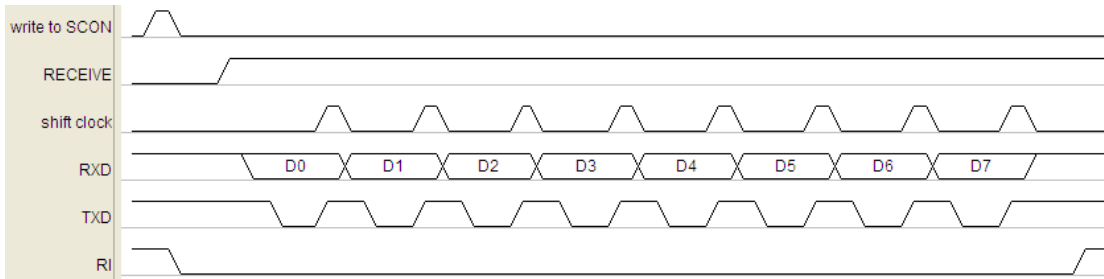 write to SCON
RECEIVE
shift clock
RXD D0 D1 D2 D3 D4 D5 D6 D7
TXD
RI